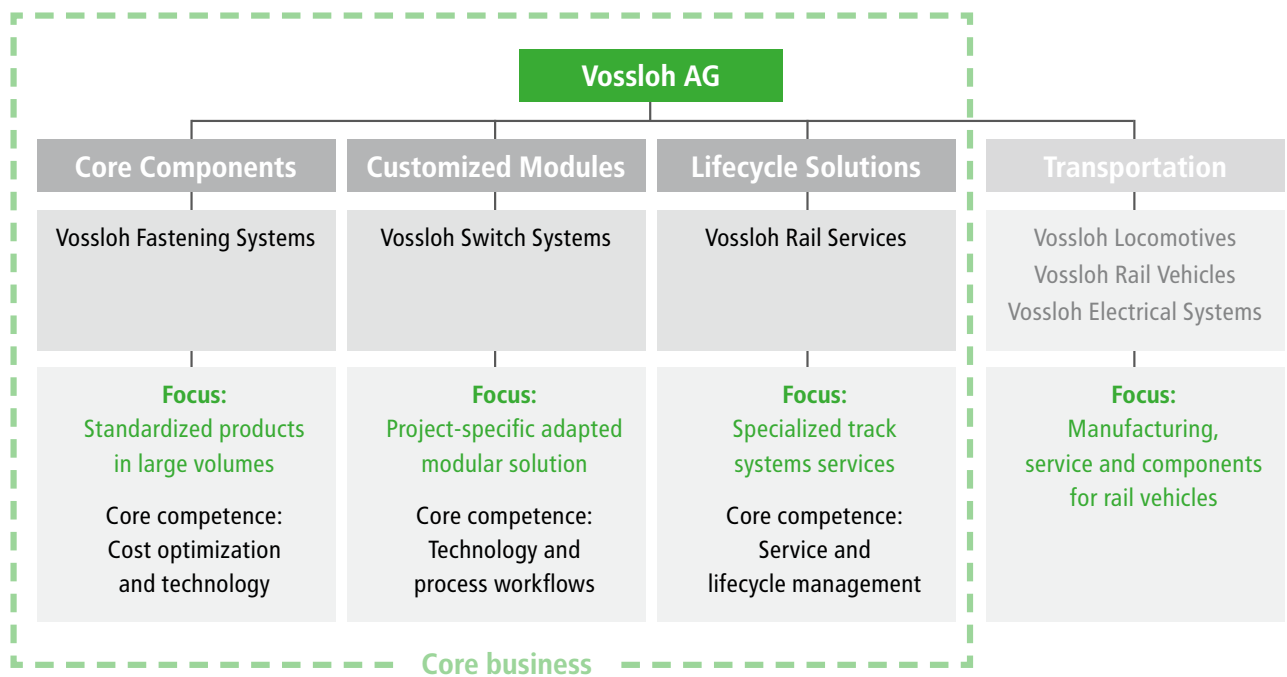 Vossloh AG
Core Components
Vossloh Fastening Systems
Focus:
Standardized products
in large volumes
Core competence:
Cost optimization
and technology
Customized Modules
Vossloh Switch Systems
Focus:
Project-specific adapted
modular solution
Core competence:
Technology and
process workflows
Lifecycle Solutions
Vossloh Rail Services
Focus:
Specialized track
systems services
Core competence:
Service and
lifecycle management
Transportation
Vossloh Locomotives
Vossloh Rail Vehicles
Vossloh Electrical Systems
Focus:
Manufacturing,
service and components
for rail vehicles
Core business